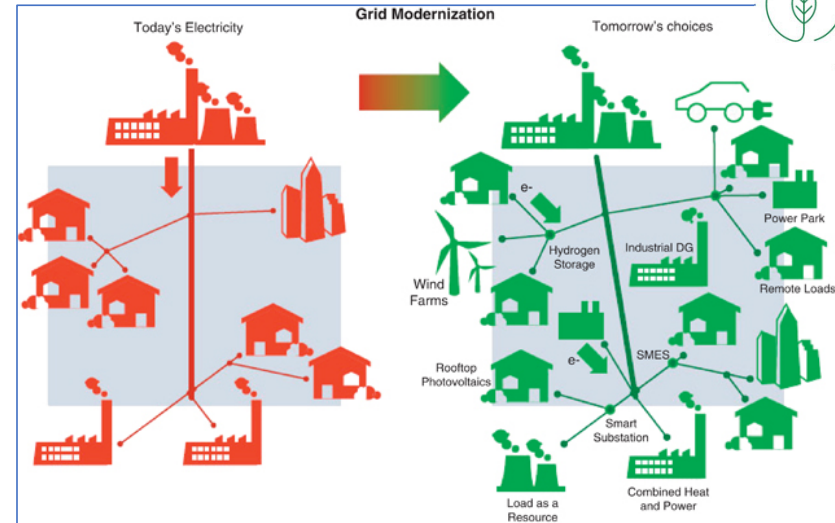 Grid Modernization
Today's Electricity
Tomorrow's choices
e-
Power Park
Hydrogen
Storage
Industrial DG
Wind
Farms
Remote Loads
Rooftop
Photovoltaics
e-
SMES
Smart
Substation
Load as a
Resource
Combined Heat
and Power